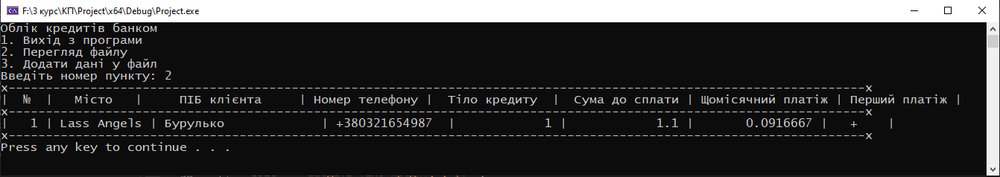 F:\3 курс\КП\Project\x64\Debug\Project.exe
Облік кредитів банком
1. Вихід з програми
2. Перегляд файлу
3. Додати дані у файл
Введіть номер пункту: 2
x-------------------------------------------------------------------------------------------------------------------x
|  №  |   Місто   |     ПІБ клієнта     | Номер телефону |  Тіло кредиту  |  Сума до сплати | Щомісячний платіж | Перший платіж |
x-------------------------------------------------------------------------------------------------------------------x
|   1 | Lass Angels | Бурулько             | +380321654987  |            1 |            1.1 |       0.0916667 |   +    |
x-------------------------------------------------------------------------------------------------------------------x
Press any key to continue . . .